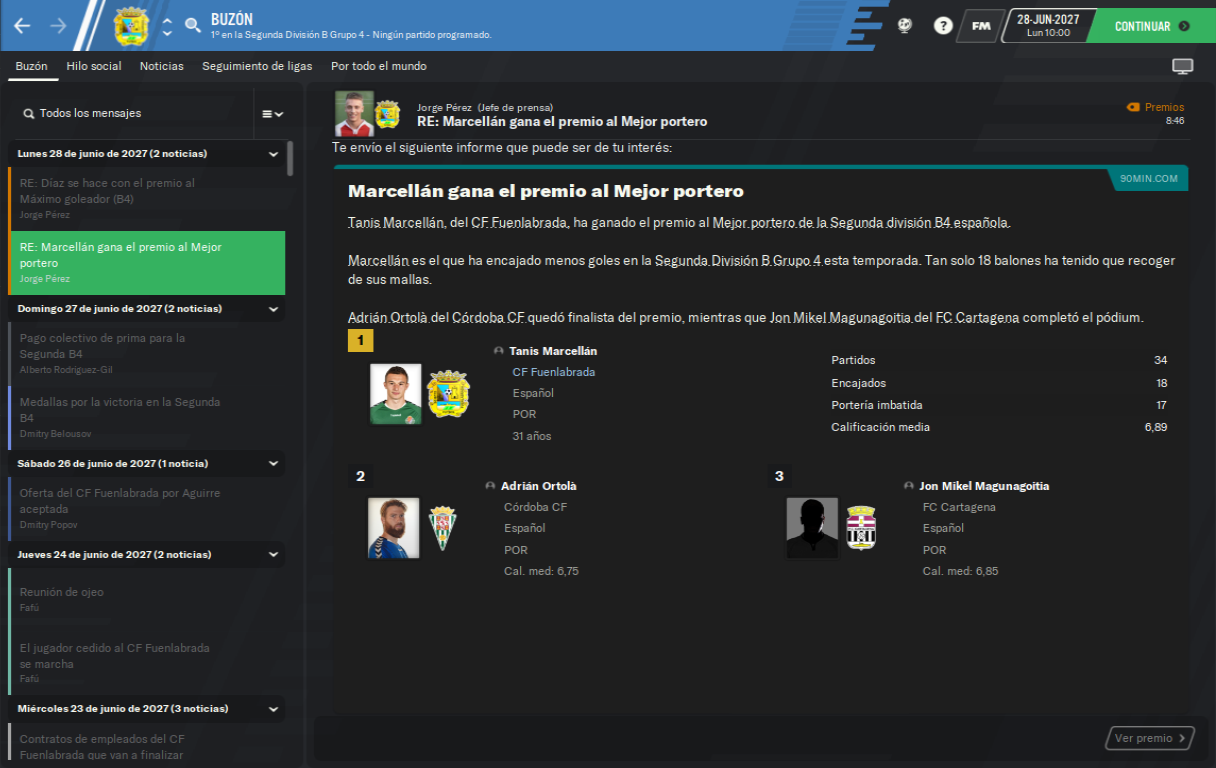 BUZÓN
1º en la Segunda División B Grupo 4 - Ningún partido programado.
?
FM
28-JUN-2027
Lun 10:00
CONTINUAR
Buzón
Hilo social
Noticias
Seguimiento de ligas
Por todo el mundo
Todos los mensajes
Lunes 28 de junio de 2027 (2 noticias)
RE: Díaz se hace con el premio al
Máximo goleador (B4)
Jorge Pérez
RE: Marcellán gana el premio al Mejor
portero
Jorge Pérez
Domingo 27 de junio de 2027 (2 noticias)
Pago colectivo de prima para la
Segunda B4
Alberto Rodríguez-Gil
Medallas por la victoria en la Segunda
B4
Dmitry Belousov
Sábado 26 de junio de 2027 (1 noticia)
Oferta del CF Fuenlabrada por Aguirre
aceptada
Dmitry Popov
Jueves 24 de junio de 2027 (2 noticias)
Reunión de ojeo
Fafú
El jugador cedido al CF Fuenlabrada
se marcha
Fafú
Miércoles 23 de junio de 2027 (3 noticias)
Contratos de empleados del CF
Fuenlabrada que van a finalizar
Jorge Pérez (Jefe de prensa)
RE: Marcellán gana el premio al Mejor portero
Premios
8:46
Te envío el siguiente informe que puede ser de tu interés:
90MIN.COM
Marcellán gana el premio al Mejor portero
Tanis Marcellán, del CF Fuenlabrada, ha ganado el premio al Mejor portero de la Segunda división B4 española.
Marcellán es el que ha encajado menos goles en la Segunda División B Grupo 4 esta temporada. Tan solo 18 balones ha tenido que recoger
de sus mallas.
Adrián Ortolà del Córdoba CF quedó finalista del premio, mientras que Jon Mikel Magunagoitia del FC Cartagena completó el pódium.
1
Tanis Marcellán
CF Fuenlabrada
Español
POR
31 años
Partidos 34
Encajados 18
Portería imbatida 17
Calificación media 6,89
2
Adrián Ortolà
Córdoba CF
Español
POR
Cal. med: 6,75
3
Jon Mikel Magunagoitia
FC Cartagena
Español
POR
Cal. med: 6,85
Ver premio